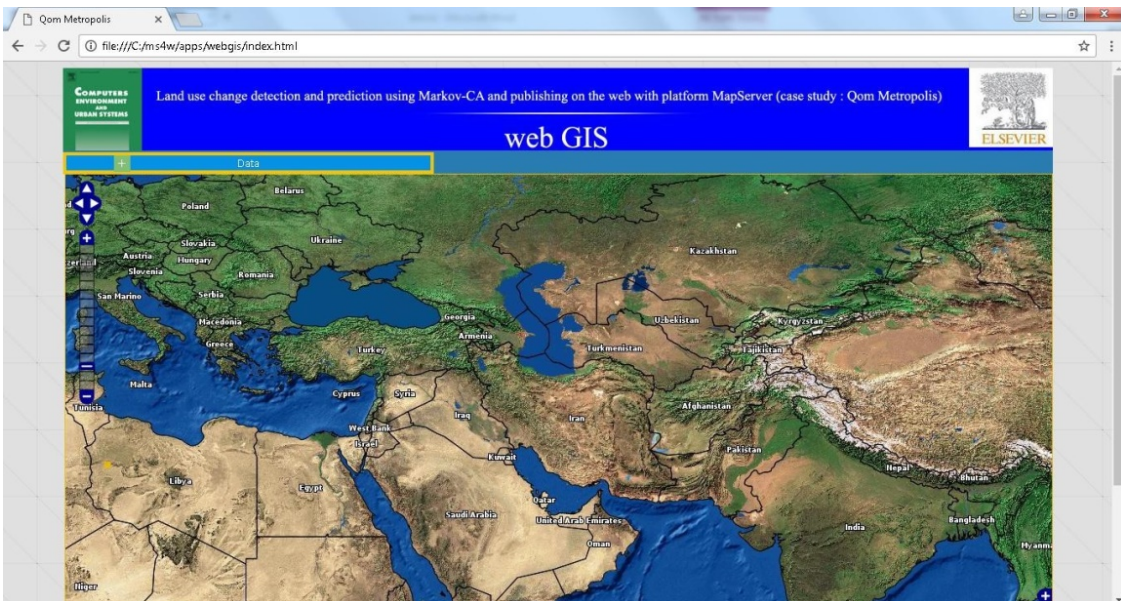 Qom Metropolis
file:///C:/ms4w/apps/webgis/index.html
COMPUTERS
ENVIRONMENT
AND
URBAN SYSTEMS
Land use change detection and prediction using Markov-CA and publishing on the web with platform MapServer (case study : Qom Metropolis)
web GIS
ELSEVIER
+ Data
Belarus
Poland
Slovakia
Ukraine
Kazakhstan
Austria
Hungary
Slovenia
Romania
San Marino
Serbia
Macedonia
Georgia
Uzbekistan
Kyrgyzstan
Greece
Armenia
Turkey
Turkmenistan
Tajikistan
Malta
Cyprus
Syria
Tunisia
Iraq
Iran
Afghanistan
West Bank
Israel
Kuwait
Pakistan
Nepal
Bhutan
Libya
Egypt
Qatar
Saudi Arabia
United Arab Emirates
India
Bangladesh
Oman
Myanm
Niger